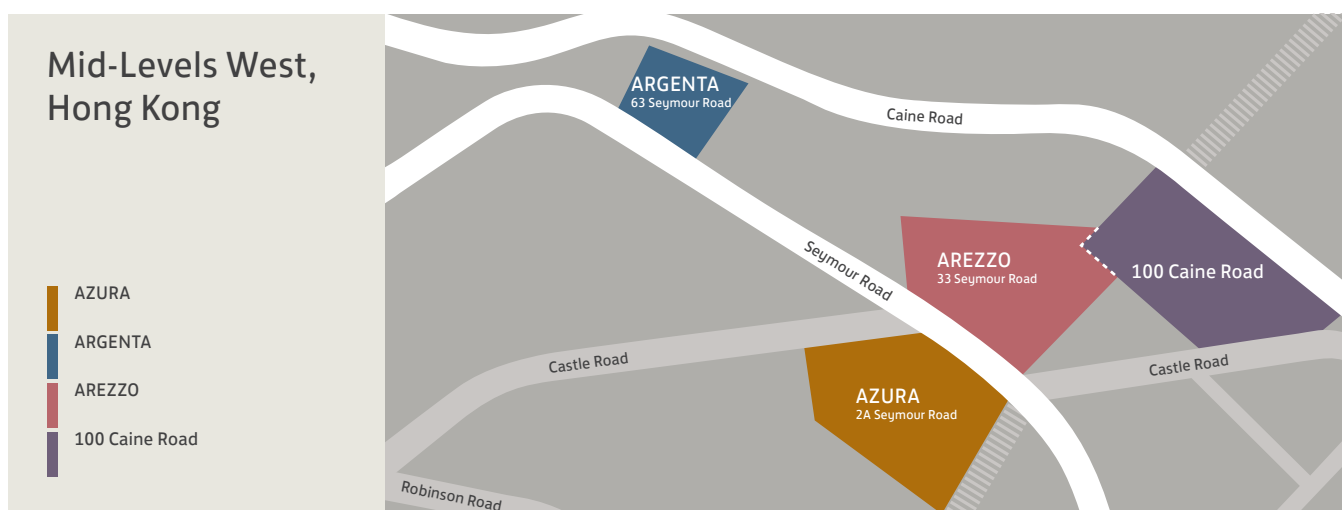 Mid-Levels West,
Hong Kong
AZURA
ARGENTA
AREZZO
100 Caine Road
ARGENTA
63 Seymour Road
Caine Road
Seymour Road
AREZZO
33 Seymour Road
100 Caine Road
Castle Road
Castle Road
AZURA
2A Seymour Road
Robinson Road